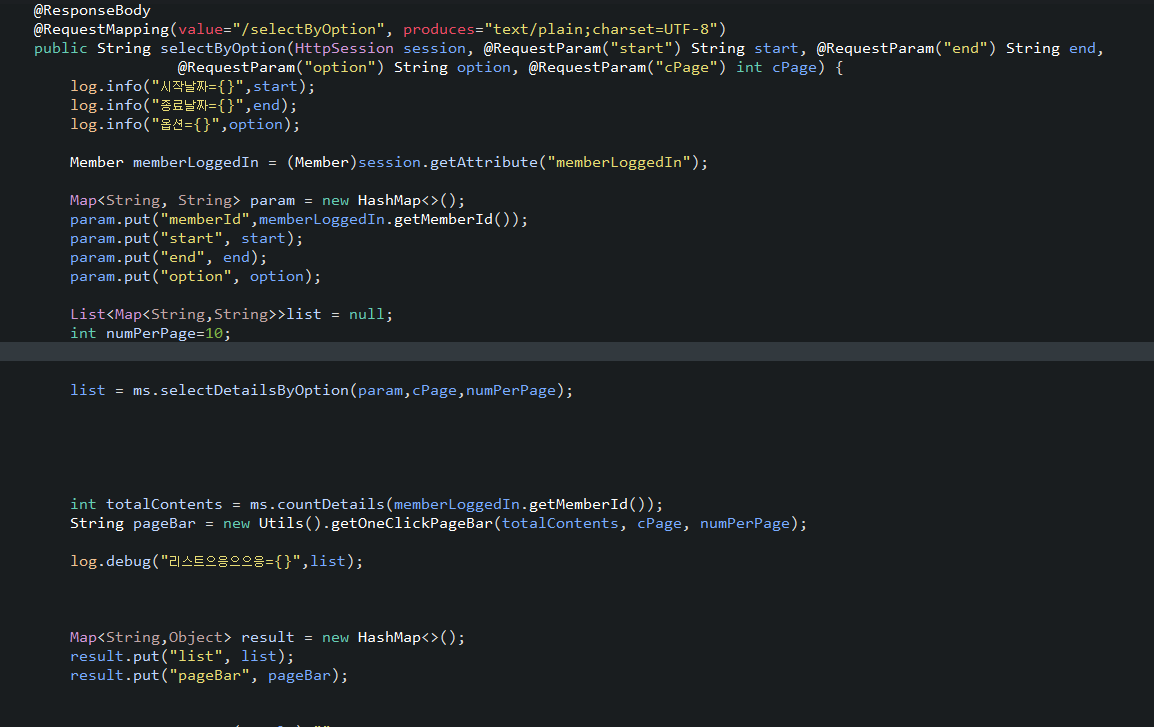 @ResponseBody
@RequestMapping(value="/selectByOption", produces="text/plain;charset=UTF-8")
public String selectByOption(HttpSession session, @RequestParam("start") String start, @RequestParam("end") String end,
@RequestParam("option") String option, @RequestParam("cPage") int cPage) {
log.info("시작날짜={}",start);
log.info("종료날짜={}",end);
log.info("옵션={}",option);
Member memberLoggedIn = (Member)session.getAttribute("memberLoggedIn");
Map<String, String> param = new HashMap<>();
param.put("memberId",memberLoggedIn.getMemberId());
param.put("start", start);
param.put("end", end);
param.put("option", option);
List<Map<String,String>>list = null;
int numPerPage=10;
list = ms.selectDetailsByOption(param,cPage,numPerPage);
int totalContents = ms.countDetails(memberLoggedIn.getMemberId());
String pageBar = new Utils().getOneClickPageBar(totalContents, cPage, numPerPage);
log.debug("리스트으응으으응={}",list);
Map<String,Object> result = new HashMap<>();
result.put("list", list);
result.put("pageBar", pageBar);